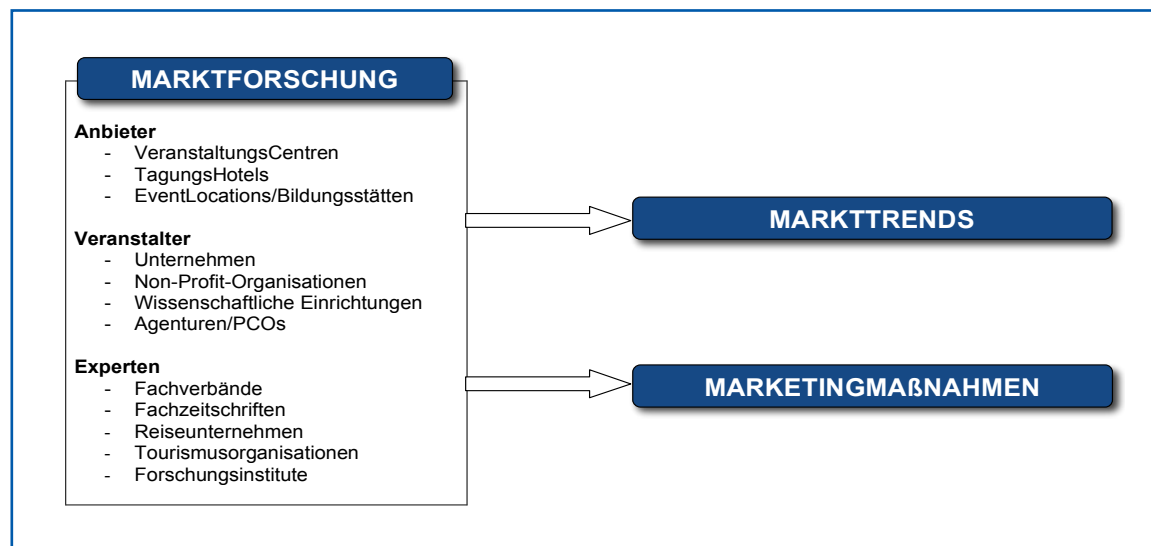 MARKTFORSCHUNG
Anbieter
- VeranstaltungsCentren
- TagungsHotels
- EventLocations/Bildungsstätten
Veranstalter
- Unternehmen
- Non-Profit-Organisationen
- Wissenschaftliche Einrichtungen
- Agenturen/PCOs
Experten
- Fachverbände
- Fachzeitschriften
- Reiseunternehmen
- Tourismusorganisationen
- Forschungsinstitute
MARKTTRENDS
MARKETINGMAßNAHMEN